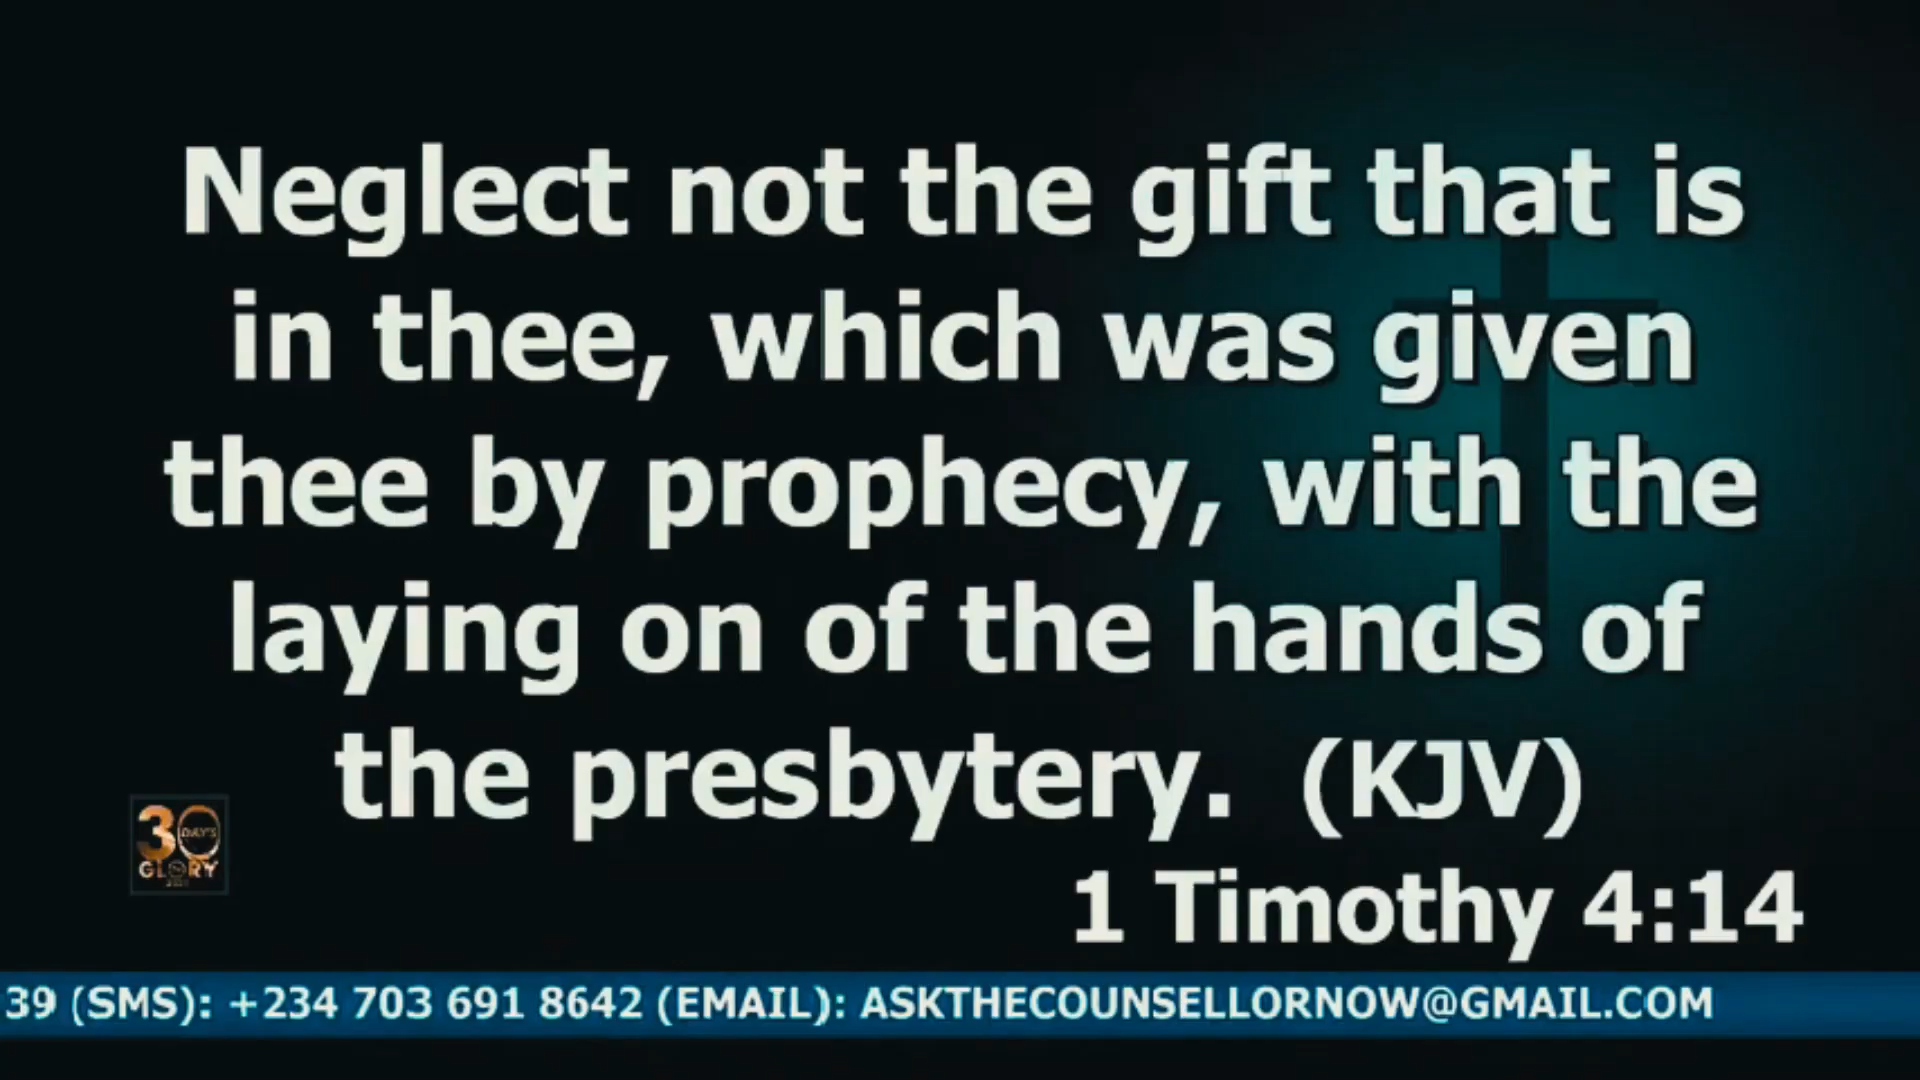 Neglect not the gift that is
in thee, which was given
thee by prophecy, with the
laying on of the hands of
the presbytery. (KJV)
1 Timothy 4:14
30
DAY'S
GLORY
39 (SMS): +234 703 691 8642 (EMAIL): ASKTHECOUNSELLORNOW@GMAIL.COM